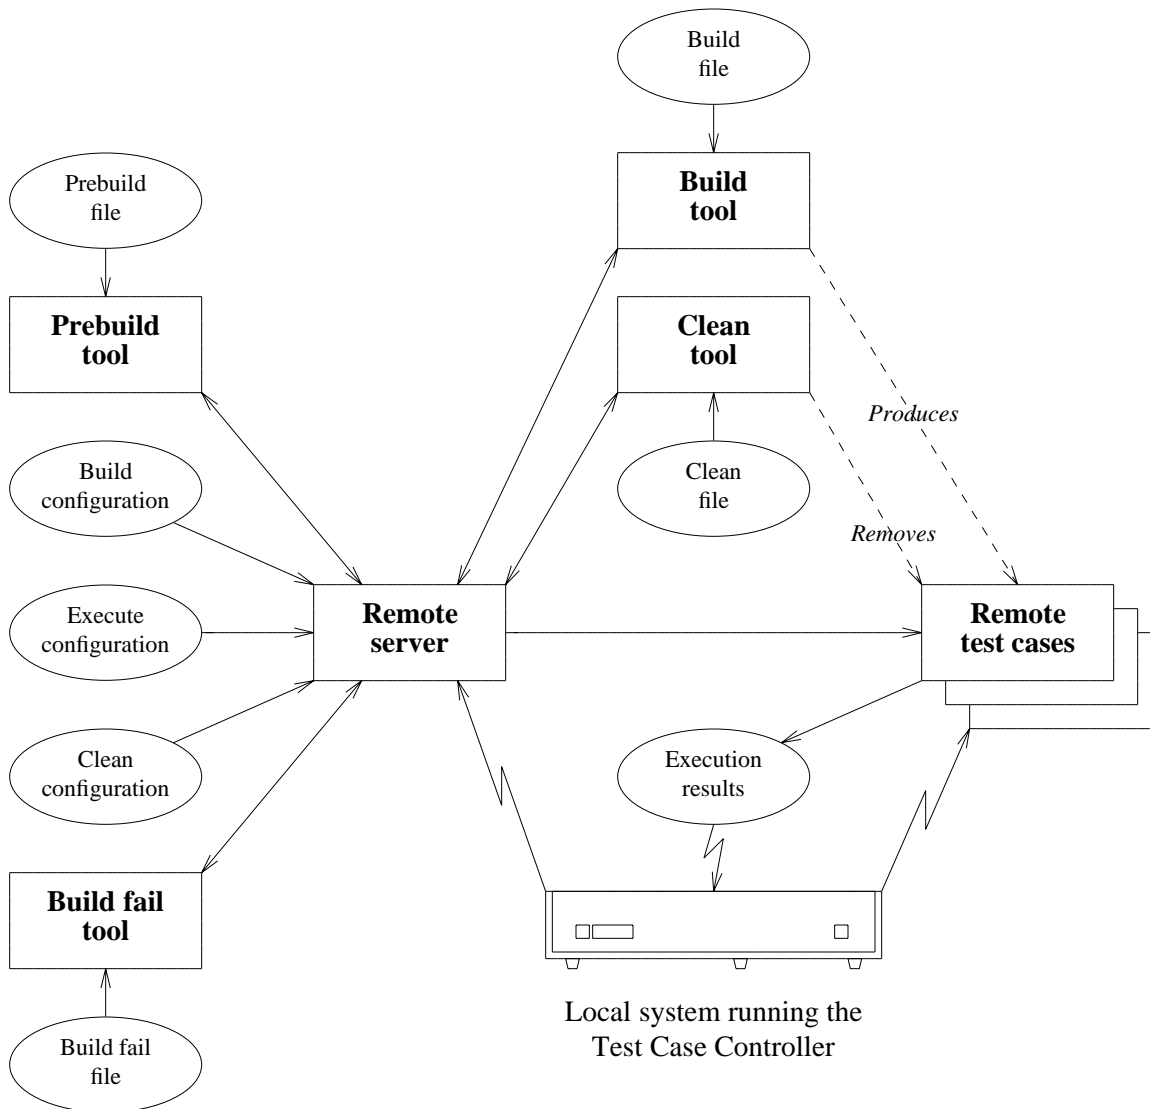 Build
file
Build
tool
Prebuild
file
Prebuild
tool
Clean
tool
Produces
Build
configuration
Clean
file
Removes
Execute
configuration
Remote
server
Remote
test cases
Clean
configuration
Execution
results
Build fail
tool
Local system running the
Test Case Controller
Build fail
file